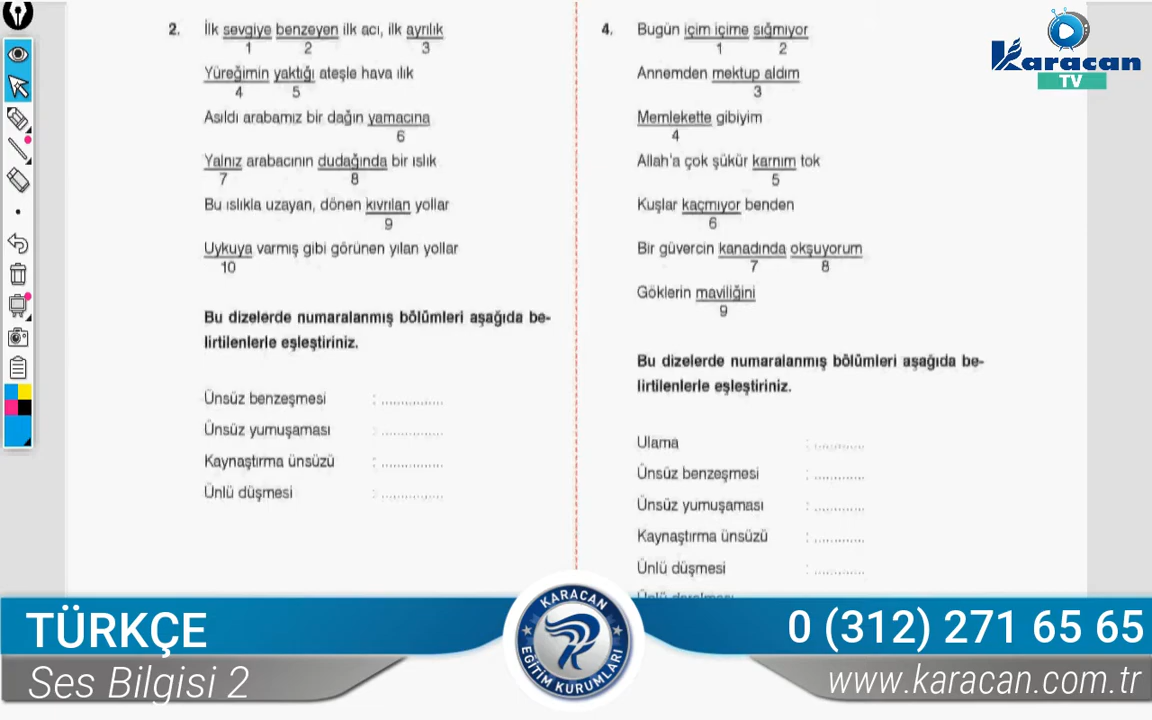 2. İlk sevgiye benzeyen ilk acı, ilk ayrılık
1 2 3
Yüreğimin yaktığı ateşle hava ılık
4 5
Asıldı arabamız bir dağın yamacına
6
Yalnız arabacının dudağında bir ıslık
7 8
Bu ıslıkla uzayan, dönen kıvrılan yollar
9
Uykuya varmış gibi görünen yılan yollar
10
Bu dizelerde numaralanmış bölümleri aşağıda be-
lirtilenlerle eşleştiriniz.
Ünsüz benzeşmesi : ...............
Ünsüz yumuşaması : ...............
Kaynaştırma ünsüzü : ...............
Ünlü düşmesi : ...............
4. Bugün içim içime sığmıyor
1 2
Annemden mektup aldım
3
Memlekette gibiyim
4
Allah'a çok şükür karnım tok
5
Kuşlar kaçmıyor benden
6
Bir güvercin kanadında okşuyorum
7 8
Göklerin maviliğini
9
Bu dizelerde numaralanmış bölümleri aşağıda be-
lirtilenlerle eşleştiriniz.
Ulama : ............
Ünsüz benzeşmesi : ............
Ünsüz yumuşaması : ............
Kaynaştırma ünsüzü : ............
Ünlü düşmesi : ............
Karacan
TV
TÜRKÇE
Ses Bilgisi 2
KARACAN
EĞİTİM KURUMLARI
0 (312) 271 65 65
www.karacan.com.tr